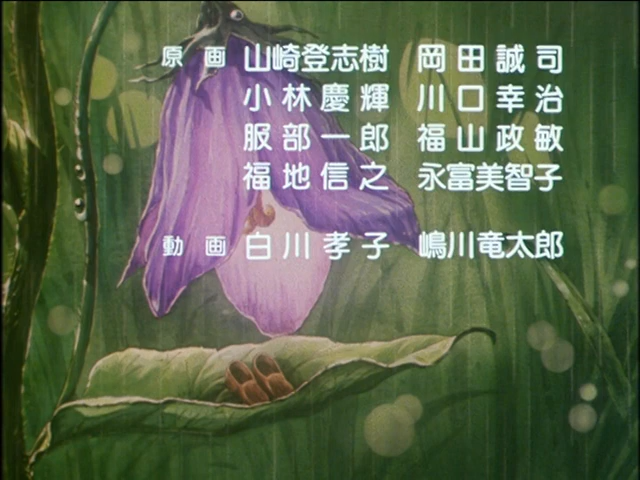 原画 山崎登志樹 岡田誠司
小林慶輝 川口幸治
服部一郎 福山政敏
福地信之 永富美智子
動画 白川孝子 嶋川竜太郎